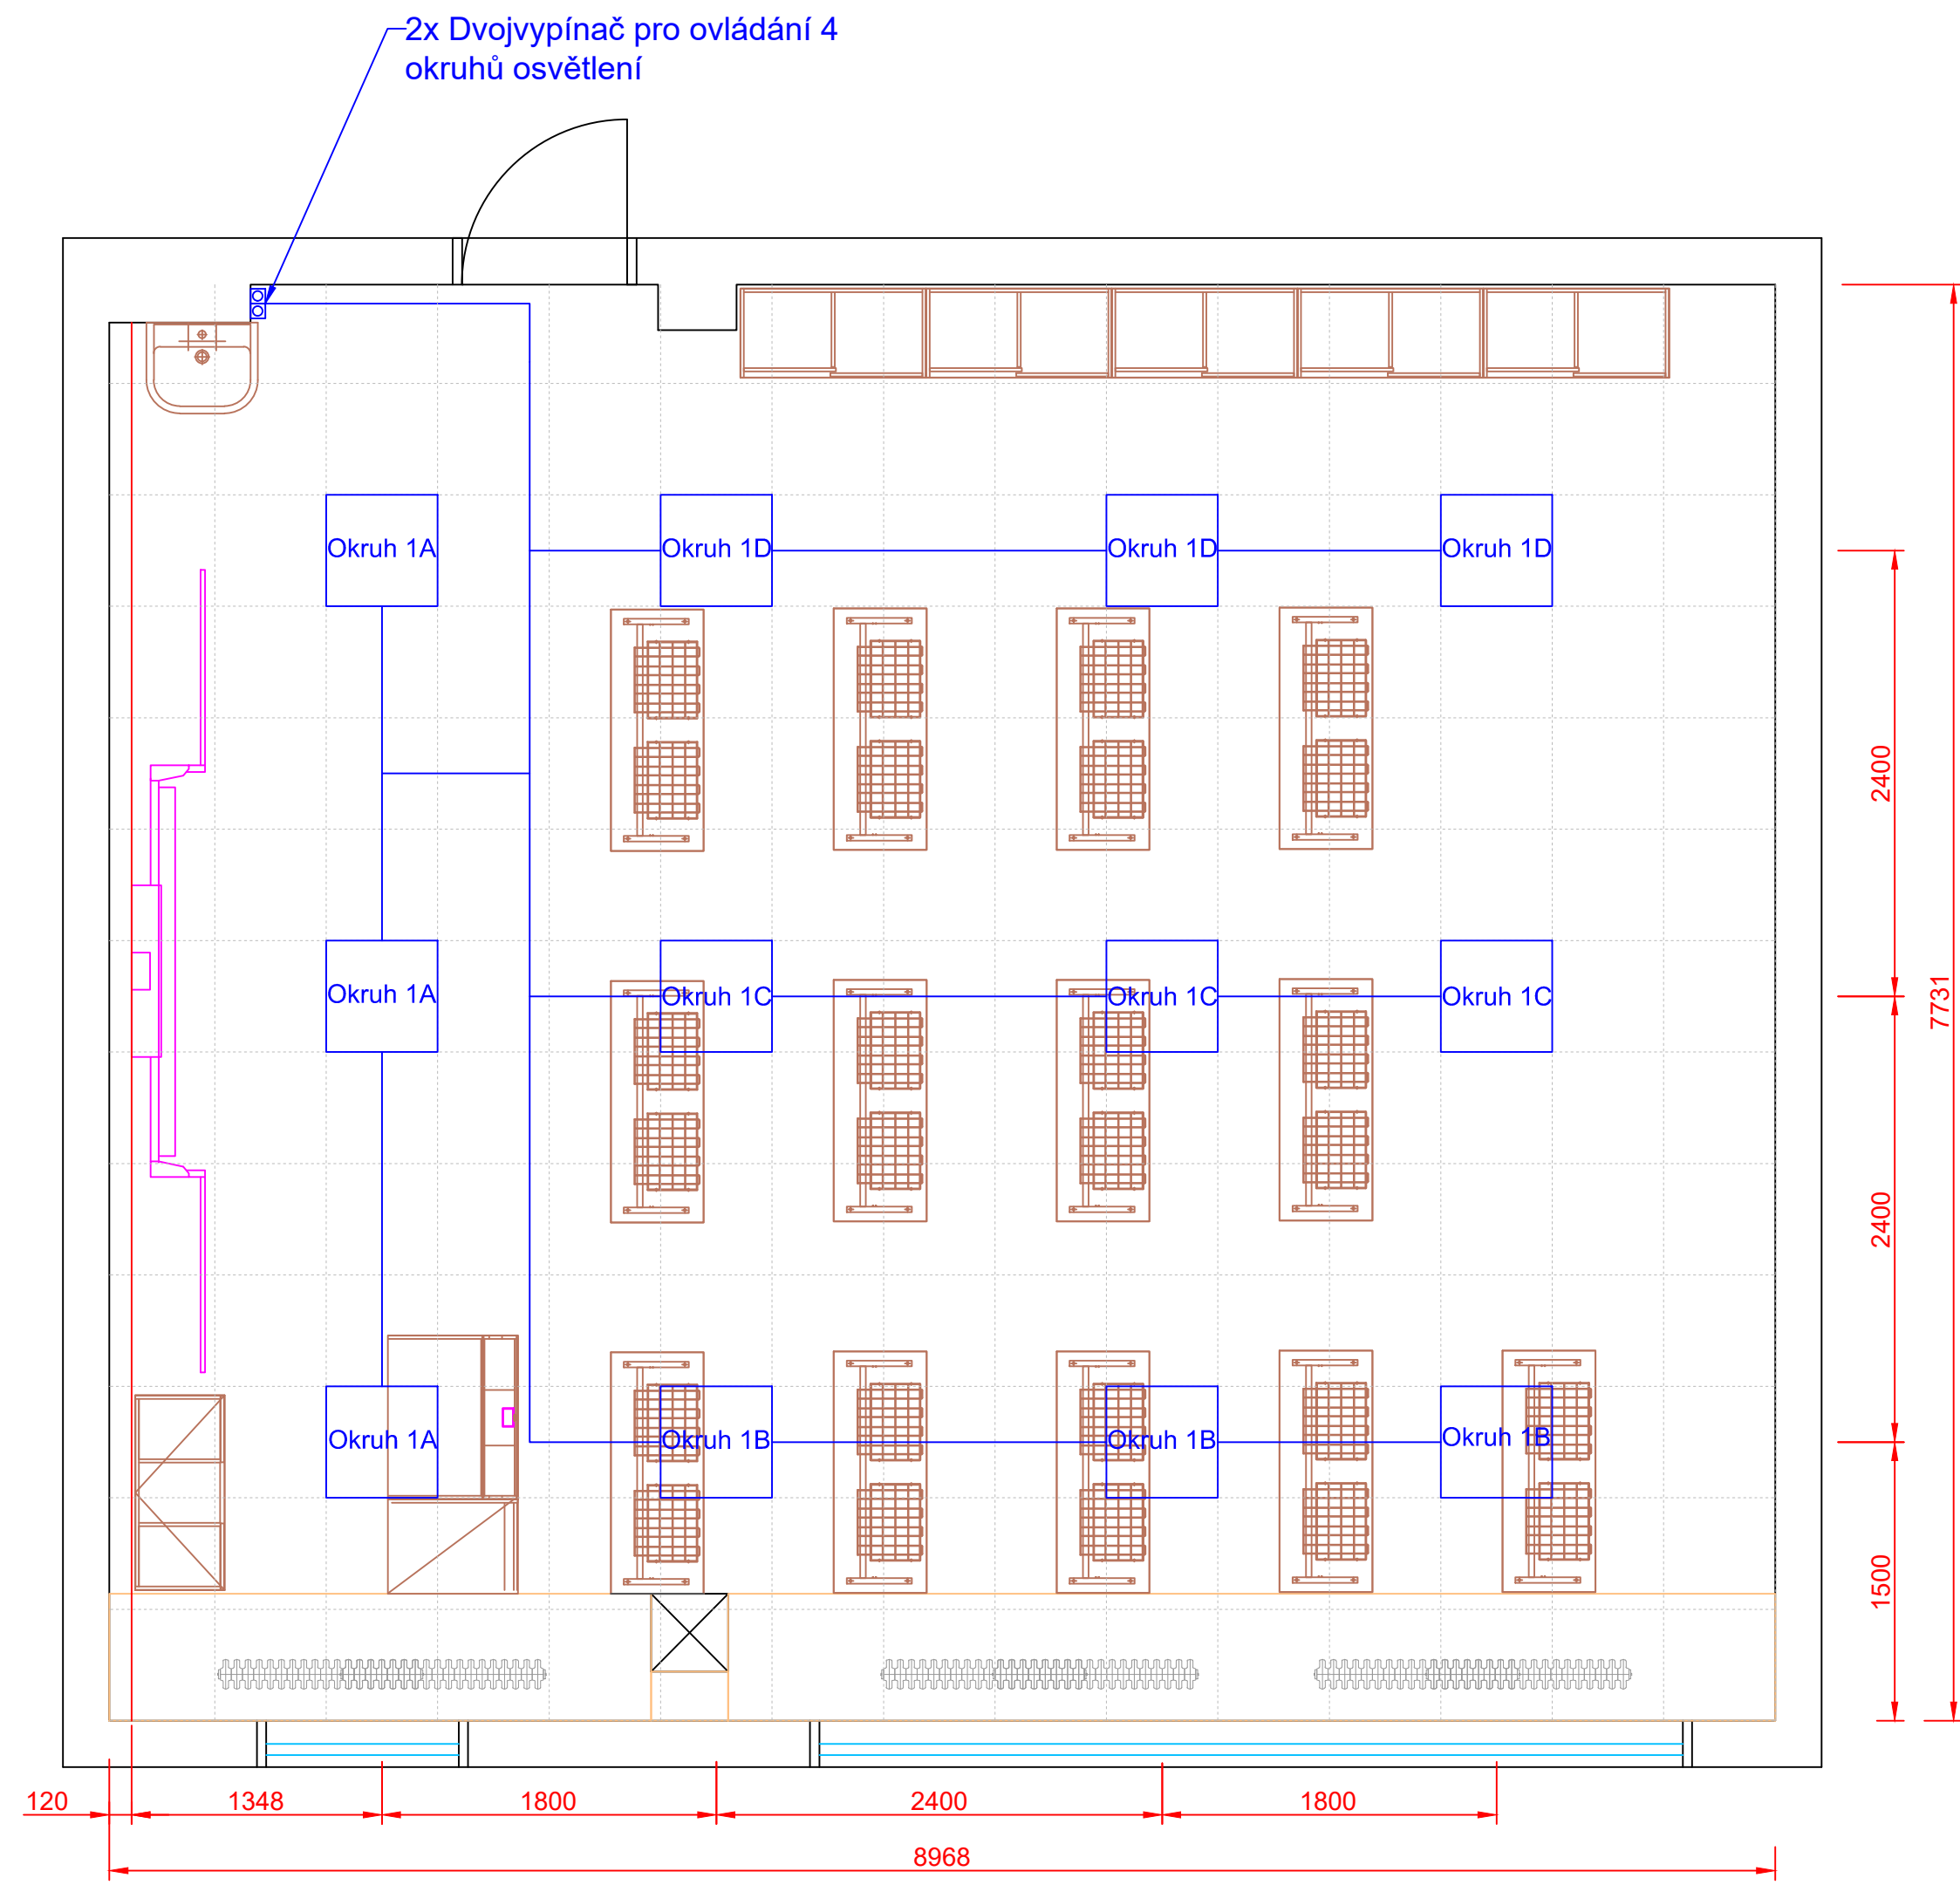 2x Dvojvypínač pro ovládání 4
okruhů osvětlení
Okruh 1A
Okruh 1D
Okruh 1D
Okruh 1D
2400
7731
Okruh 1A
Okruh 1C
Okruh 1C
Okruh 1C
2400
Okruh 1A
Okruh 1B
Okruh 1B
Okruh 1B
1500
120
1348
1800
2400
1800
8968